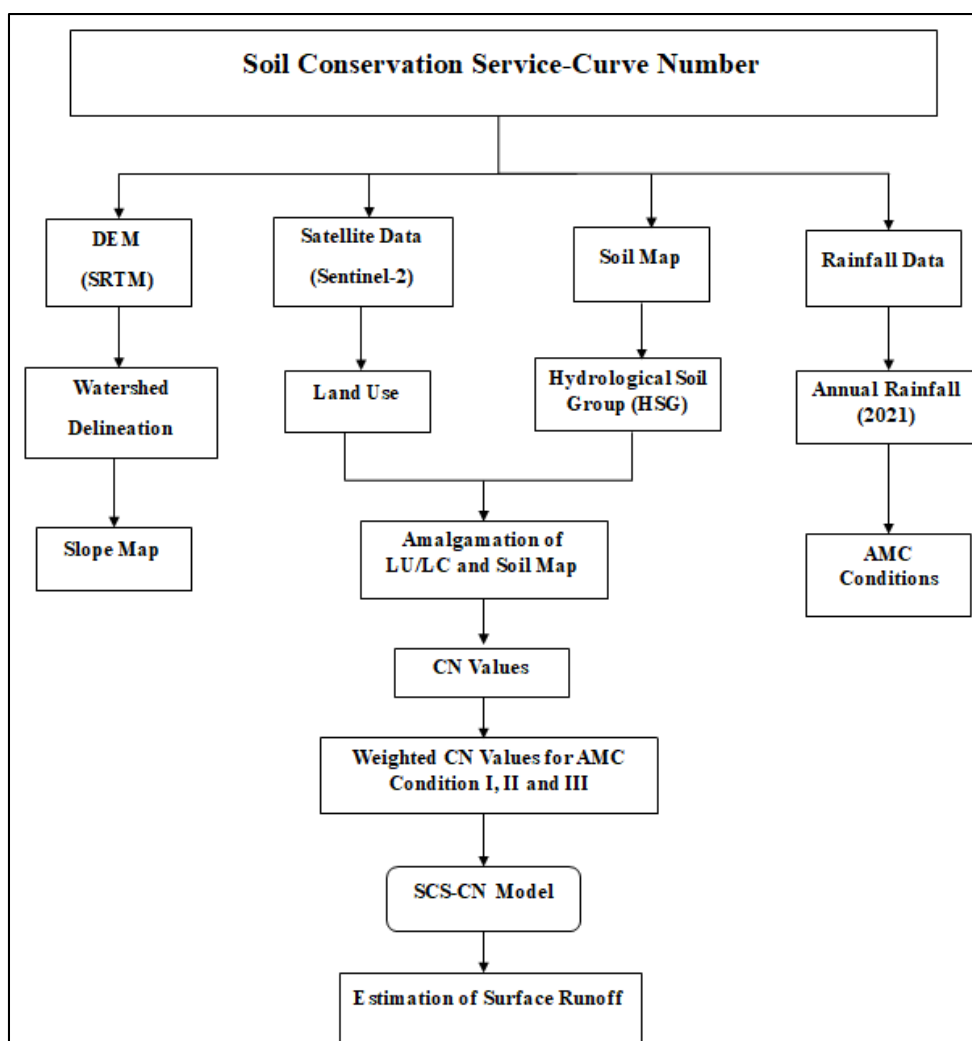 Soil Conservation Service-Curve Number
DEM
(SRTM)
Satellite Data
(Sentinel-2)
Soil Map
Rainfall Data
Watershed
Delineation
Land Use
Hydrological Soil
Group (HSG)
Annual Rainfall
(2021)
Slope Map
Amalgamation of
LU/LC and Soil Map
AMC
Conditions
CN Values
Weighted CN Values for AMC
Condition I, II and III
SCS-CN Model
Estimation of Surface Runoff